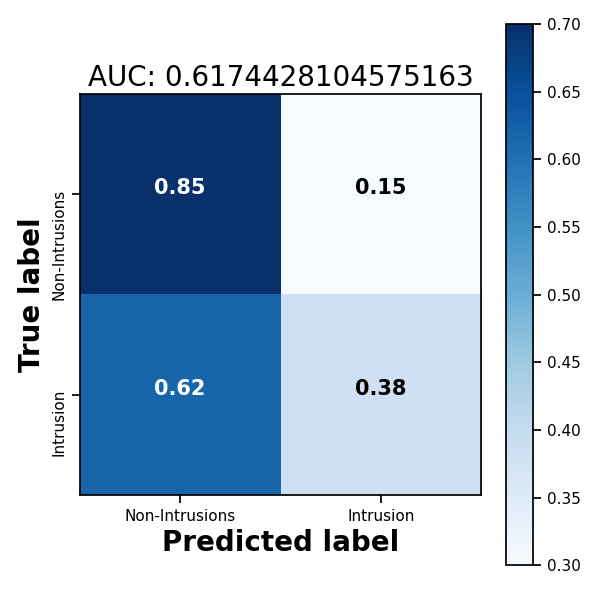 AUC: 0.6174428104575163
True label
Non-Intrusions
Intrusion
0.85
0.15
0.62
0.38
Non-Intrusions
Intrusion
Predicted label
0.70
0.65
0.60
0.55
0.50
0.45
0.40
0.35
0.30